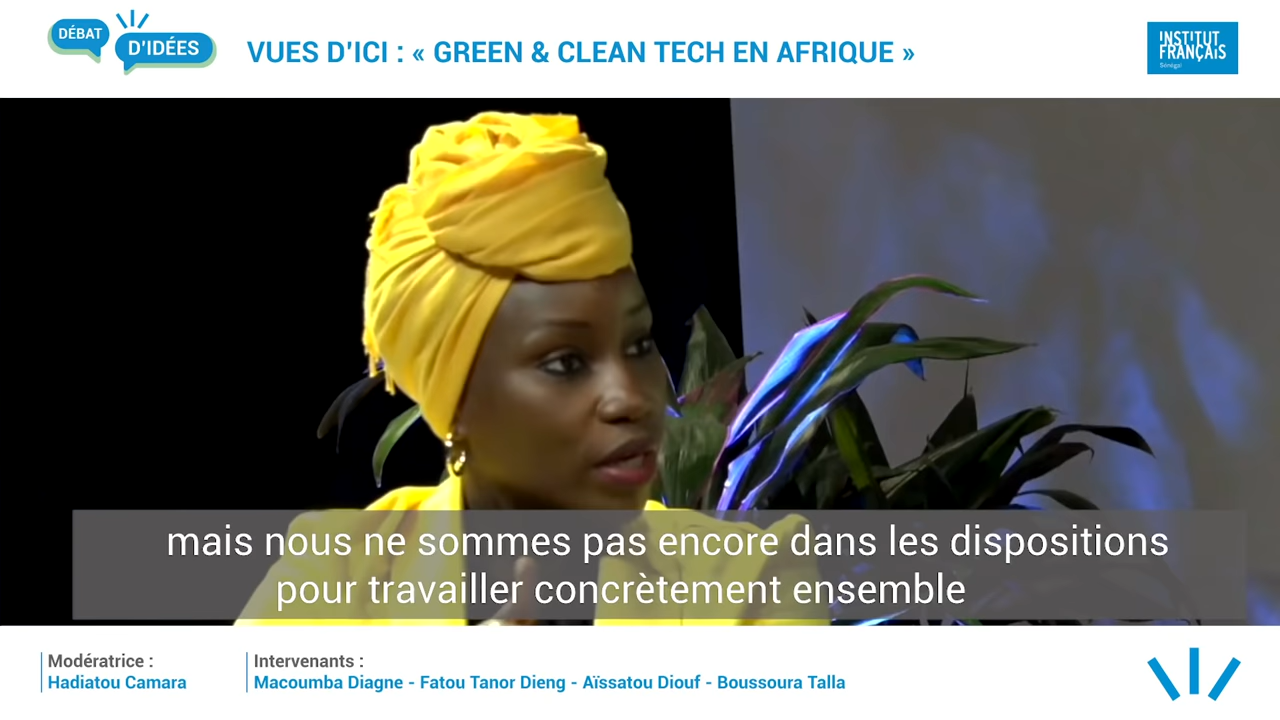 DÉBAT
D'IDÉES
VUES D'ICI : « GREEN & CLEAN TECH EN AFRIQUE »
INSTITUT
FRANÇAIS
Sénégal
mais nous ne sommes pas encore dans les dispositions
pour travailler concrètement ensemble
Modératrice :
Hadiatou Camara
Intervenants :
Macoumba Diagne - Fatou Tanor Dieng - Aïssatou Diouf - Boussoura Talla